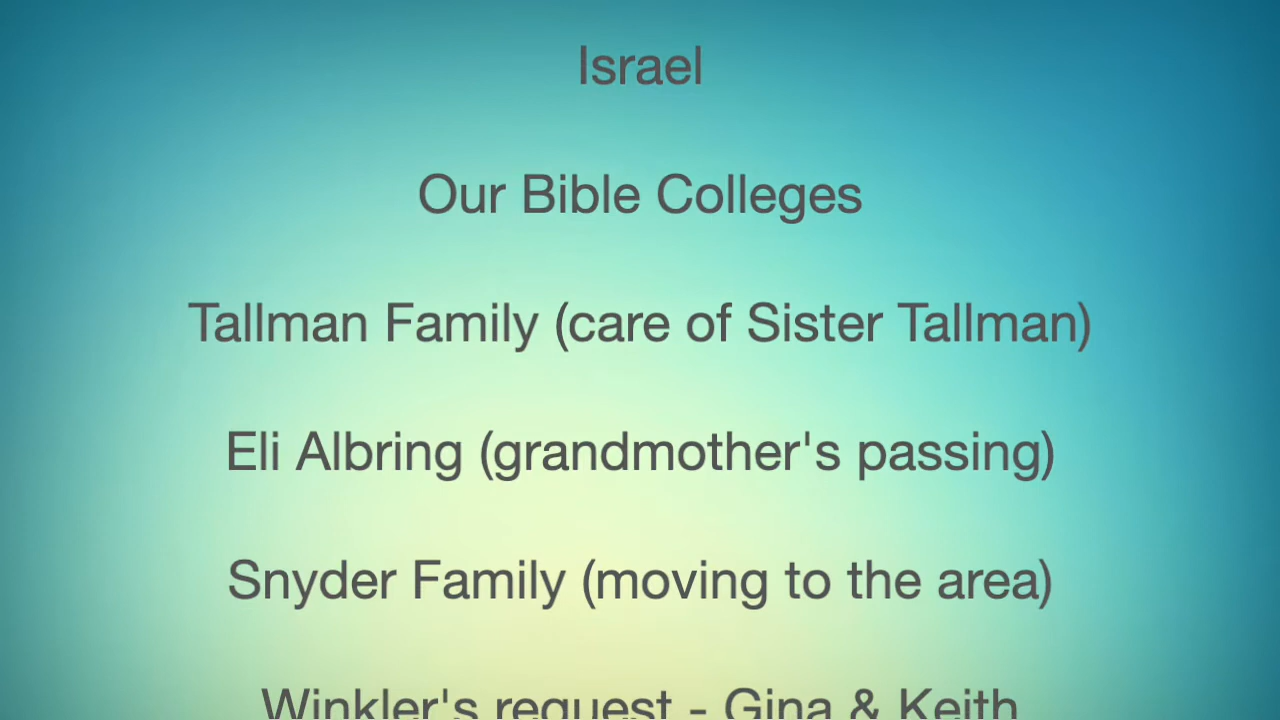 Israel
Our Bible Colleges
Tallman Family (care of Sister Tallman)
Eli Albring (grandmother's passing)
Snyder Family (moving to the area)
Winkler's request - Gina & Keith